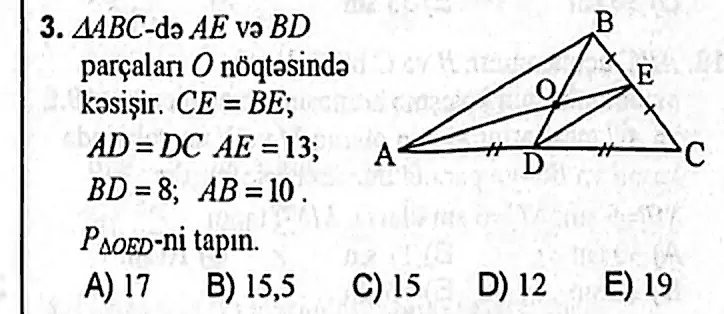 3. ΔABC-də AE və BD
parçaları O nöqtəsində
kəsişir. CE = BE;
AD = DC AE = 13;
BD = 8; AB = 10 .
P ΔOED-ni tapın.
A) 17 B) 15,5 C) 15 D) 12 E) 19
B
E
O
A
D
C